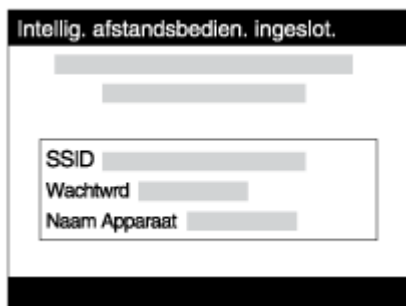 Intellig. afstandsbedien. ingeslot.
SSID
Wachtwrd
Naam Apparaat